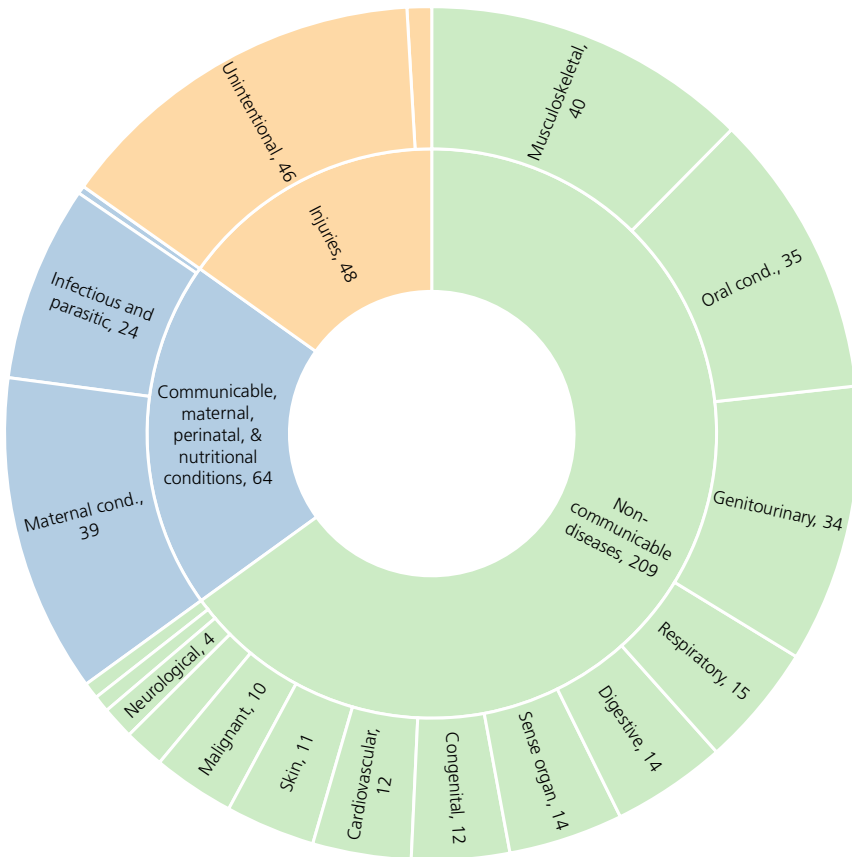 Musculoskeletal,
40
Oral cond., 35
Genitourinary, 34
Respiratory, 15
Digestive, 14
Sense organ, 14
Congenital, 12
Cardiovascular,
12
Skin, 11
Malignant, 10
Neurological, 4
Maternal cond.,
39
Infectious and
parasitic, 24
Unintentional, 46
Injuries, 48
Communicable,
maternal,
perinatal, &
nutritional
conditions, 64
Non-
communicable
diseases, 209